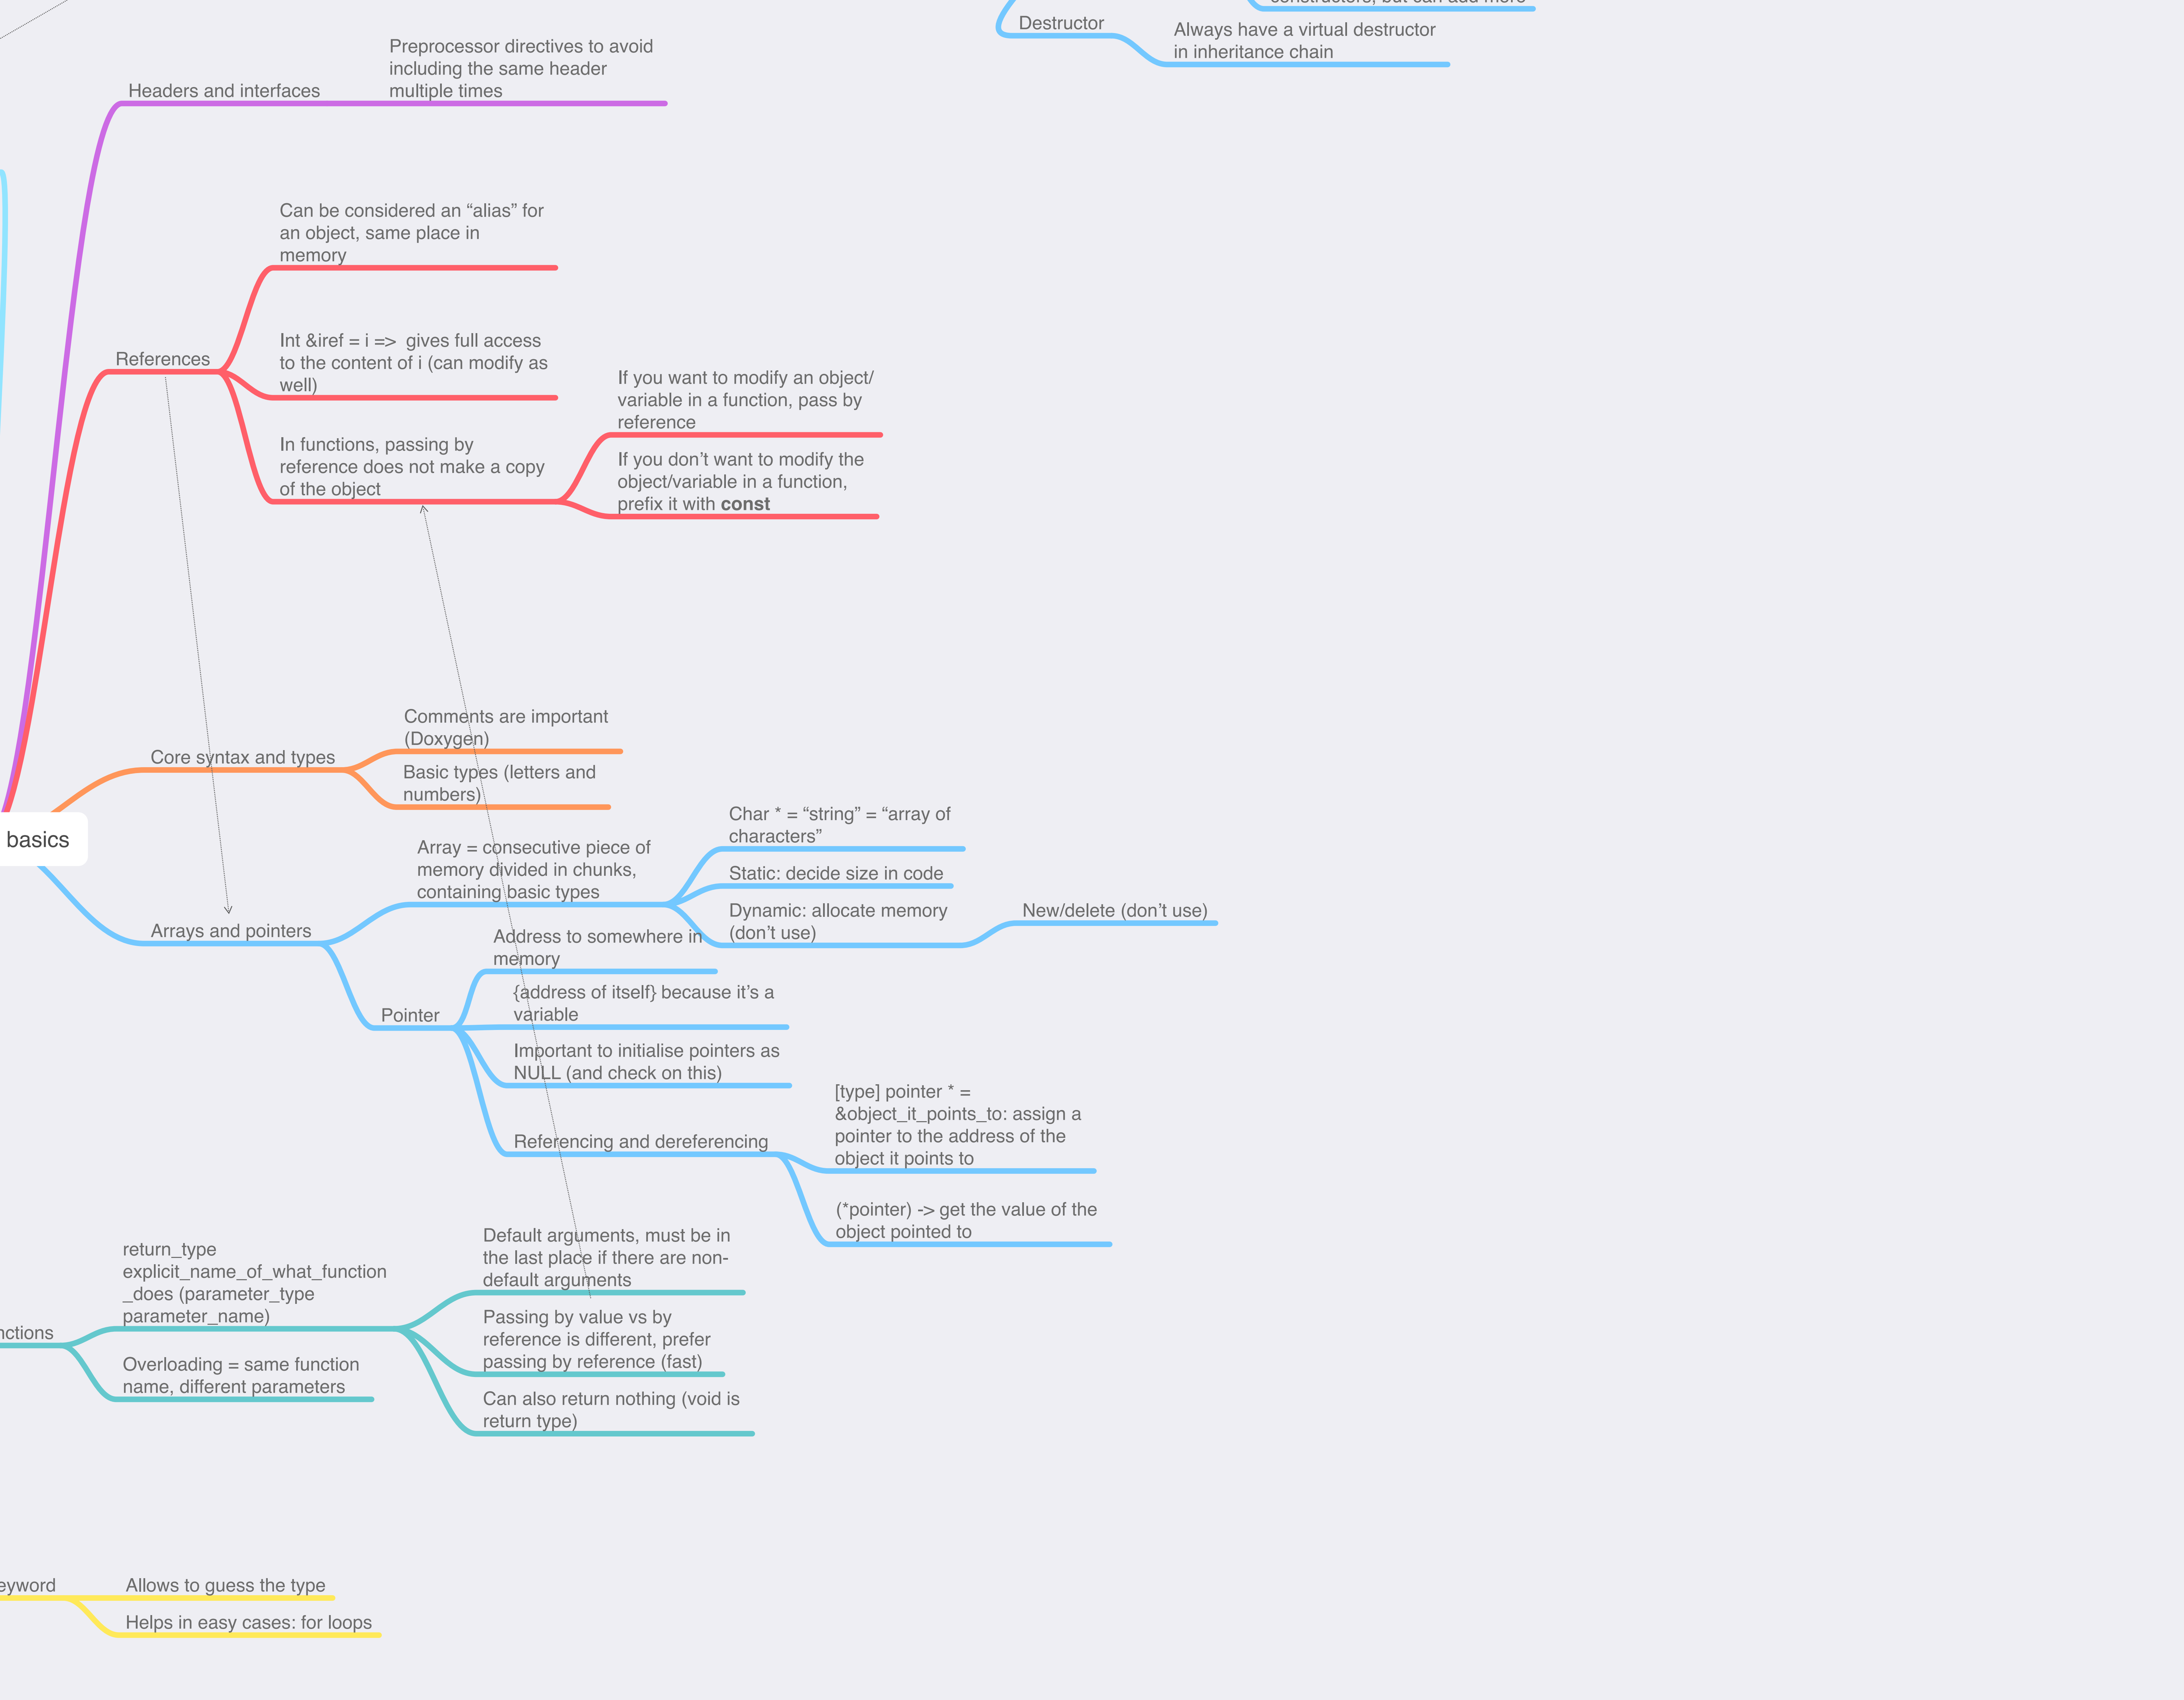 constructors, but can add more
Destructor
Always have a virtual destructor
in inheritance chain
Preprocessor directives to avoid
including the same header
multiple times
Headers and interfaces
Can be considered an “alias” for
an object, same place in
memory
References
Int &iref = i =>  gives full access
to the content of i (can modify as
well)
In functions, passing by
reference does not make a copy
of the object
If you want to modify an object/
variable in a function, pass by
reference
If you don’t want to modify the
object/variable in a function,
prefix it with const
Core syntax and types
Comments are important
(Doxygen)
Basic types (letters and
numbers)
basics
Arrays and pointers
Array = consecutive piece of
memory divided in chunks,
containing basic types
Char * = “string” = “array of
characters”
Static: decide size in code
Dynamic: allocate memory
(don’t use)
New/delete (don’t use)
Pointer
Address to somewhere in
memory
{address of itself} because it’s a
variable
Important to initialise pointers as
NULL (and check on this)
Referencing and dereferencing
[type] pointer * =
&object_it_points_to: assign a
pointer to the address of the
object it points to
(*pointer) -> get the value of the
object pointed to
nctions
return_type
explicit_name_of_what_function
_does (parameter_type
parameter_name)
Default arguments, must be in
the last place if there are non-
default arguments
Passing by value vs by
reference is different, prefer
passing by reference (fast)
Can also return nothing (void is
return type)
Overloading = same function
name, different parameters
eyword
Allows to guess the type
Helps in easy cases: for loops